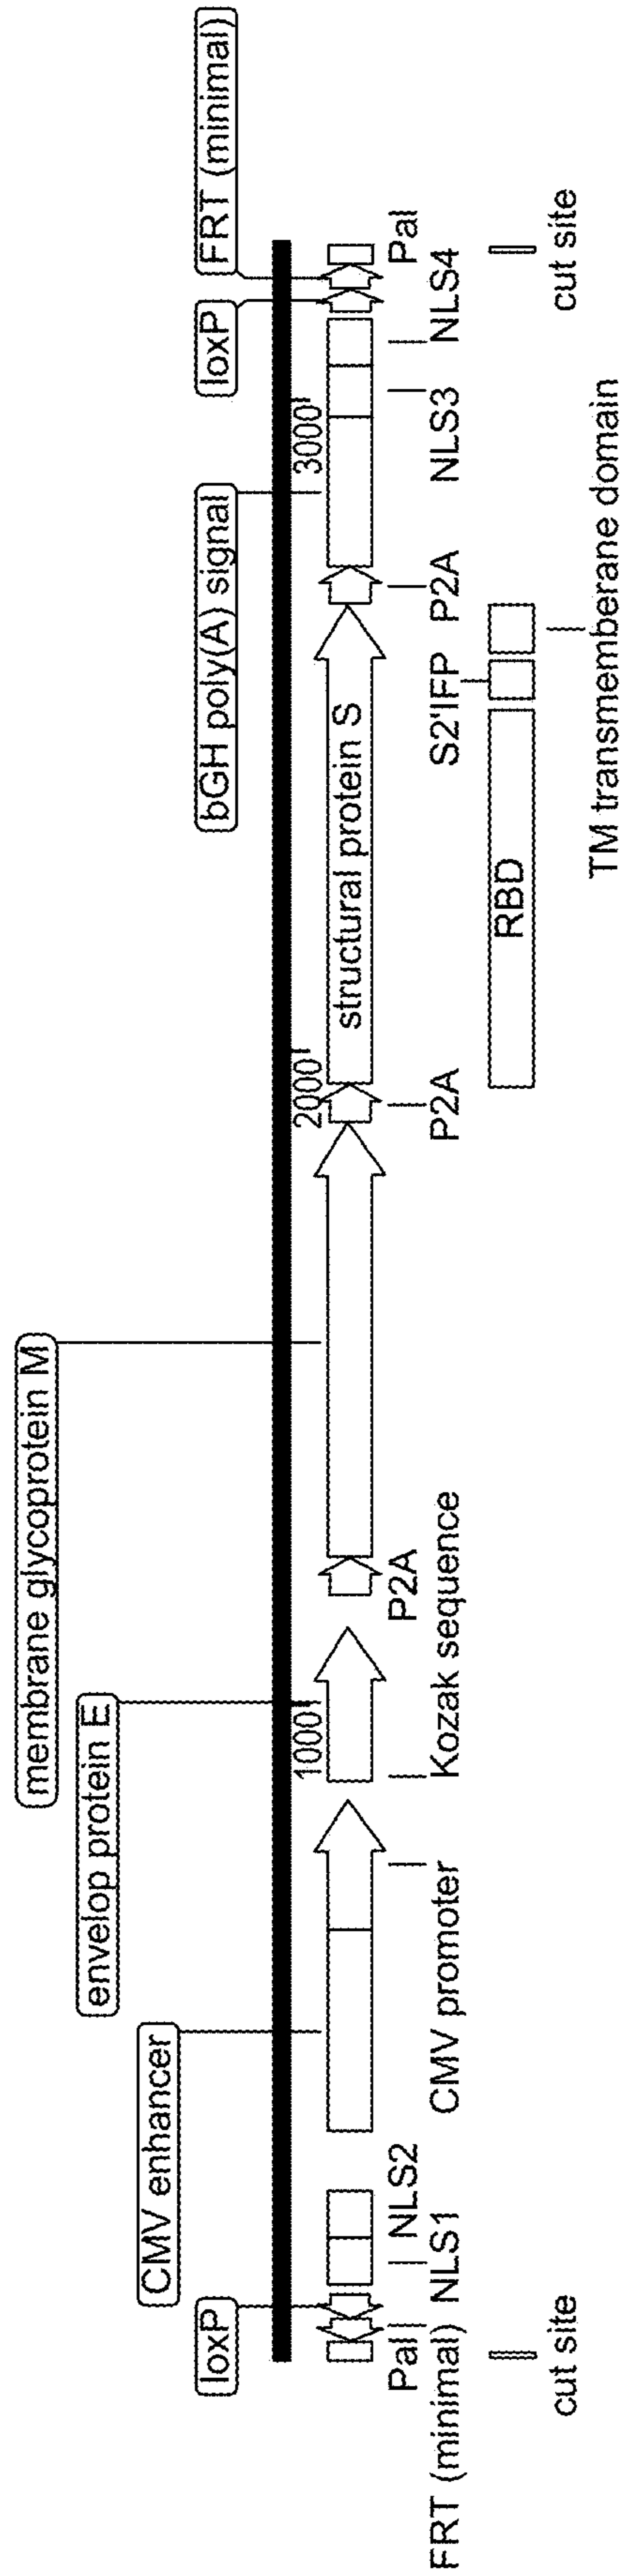 membrane glycoprotein M
envelop protein E
CMV enhancer
loxP
bGH poly(A) signal
loxP
FRT (minimal)
1000
2000
3000
structural protein S
Pal
NLS2
P2A
Pal
FRT (minimal)
NLS1
CMV promoter
Kozak sequence
P2A
S2'IFP
P2A
NLS3
NLS4
RBD
cut site
cut site
TM transmemberane domain